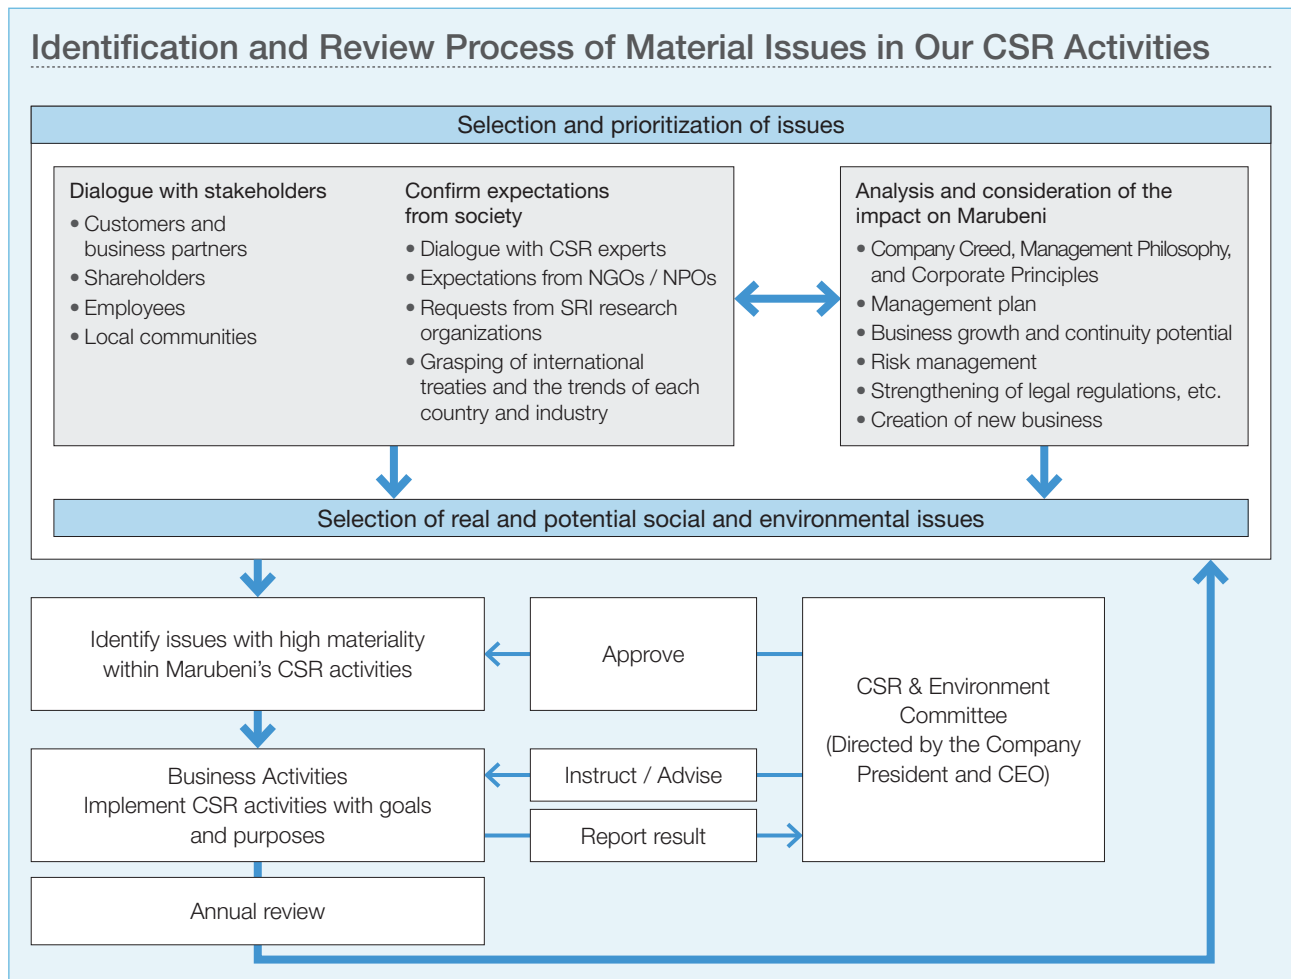 Identification and Review Process of Material Issues in Our CSR Activities
Selection and prioritization of issues
Dialogue with stakeholders
• Customers and
business partners
• Shareholders
• Employees
• Local communities
Confirm expectations
from society
• Dialogue with CSR experts
• Expectations from NGOs / NPOs
• Requests from SRI research
organizations
• Grasping of international
treaties and the trends of each
country and industry
Analysis and consideration of the
impact on Marubeni
• Company Creed, Management Philosophy,
and Corporate Principles
• Management plan
• Business growth and continuity potential
• Risk management
• Strengthening of legal regulations, etc.
• Creation of new business
Selection of real and potential social and environmental issues
Identify issues with high materiality
within Marubeni's CSR activities
Approve
CSR & Environment
Committee
(Directed by the Company
President and CEO)
Business Activities
Implement CSR activities with goals
and purposes
Instruct / Advise
Report result
Annual review